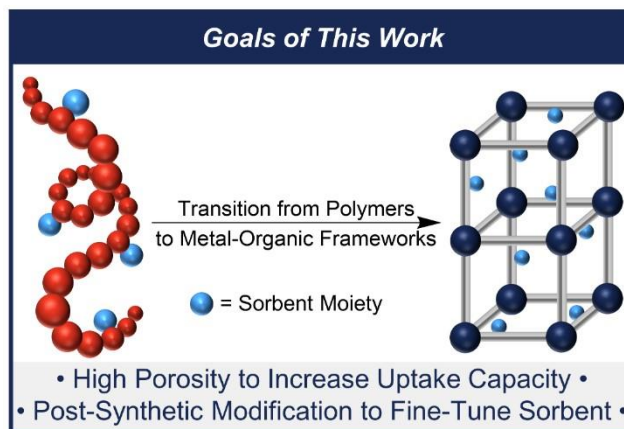 Goals of This Work
Transition from Polymers
to Metal-Organic Frameworks
= Sorbent Moiety
• High Porosity to Increase Uptake Capacity •
• Post-Synthetic Modification to Fine-Tune Sorbent •